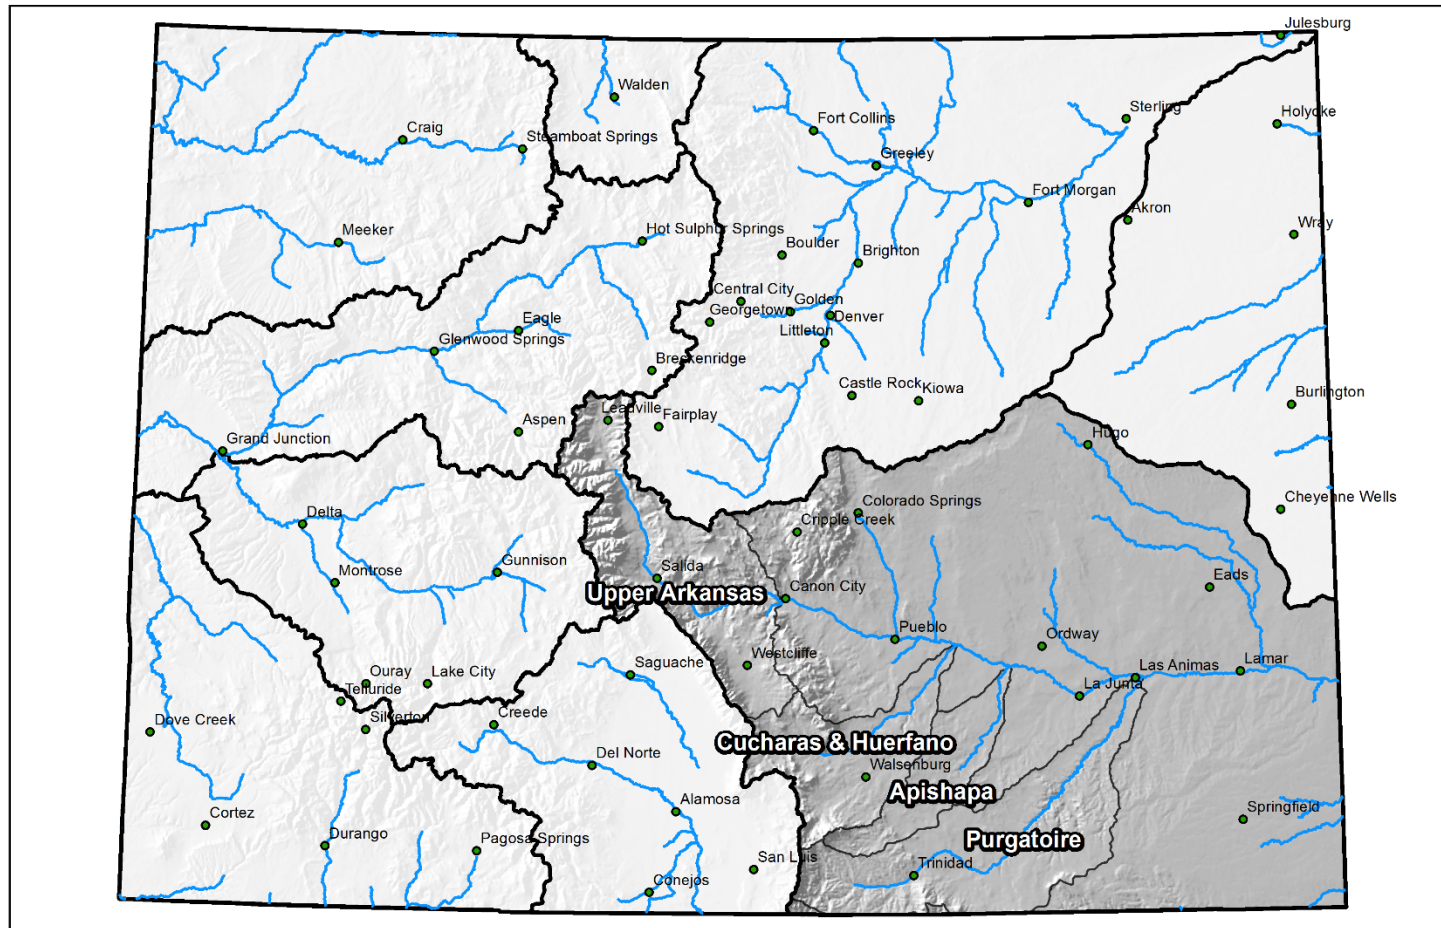 Julesburg
Walden
Sterling
Holyoke
Fort Collins
Craig
Steamboat Springs
Greeley
Fort Morgan
Akron
Wray
Meeker
Hot Sulphur Springs
Boulder
Brighton
Central City
Golden
Georgetown
Denver
Eagle
Littleton
Glenwood Springs
Breckenridge
Castle Rock
Kiowa
Burlington
Leadville
Aspen
Fairplay
Grand Junction
Hugo
Cheyenne Wells
Colorado Springs
Delta
Cripple Creek
Gunnison
Montrose
Salida
Eads
Upper Arkansas
Canon City
Pueblo
Ordway
Westcliffe
Las Animas
Lamar
Saguache
Ouray
Lake City
Telluride
La Junta
Dove Creek
Silverton
Creede
Cucharas & Huerfano
Del Norte
Walsenburg
Apishapa
Alamosa
Springfield
Cortez
Durango
Pagosa Springs
Purgatoire
San Luis
Trinidad
Conejos